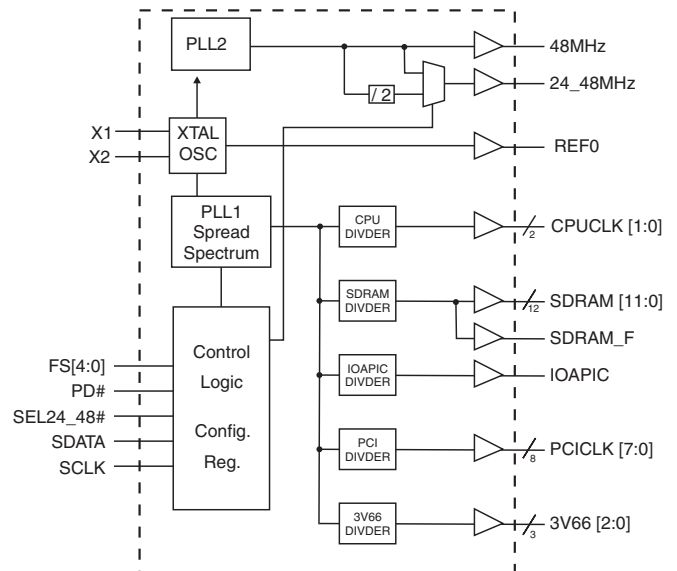 PLL2
48MHz
/ 2
24_48MHz
X1
X2
XTAL
OSC
REF0
PLL1
Spread
Spectrum
CPU
DIVDER
2
CPUCLK [1:0]
SDRAM
DIVDER
12
SDRAM [11:0]
SDRAM_F
Control
Logic
Config.
Reg.
FS[4:0]
PD#
SEL24_48#
SDATA
SCLK
IOAPIC
DIVDER
IOAPIC
PCI
DIVDER
8
PCICLK [7:0]
3V66
DIVDER
3
3V66 [2:0]